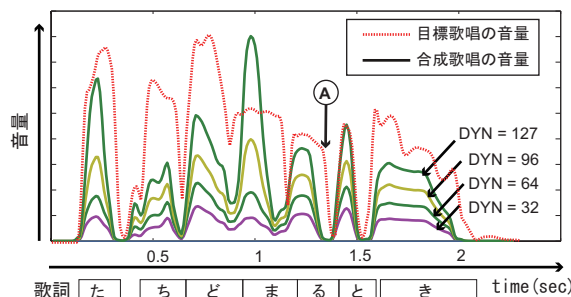 目標歌唱の音量
合成歌唱の音量
A
音量
DYN = 127
DYN = 96
DYN = 64
DYN = 32
0.5 1 1.5 2
time(sec)
歌詞 た ち ど ま る と き